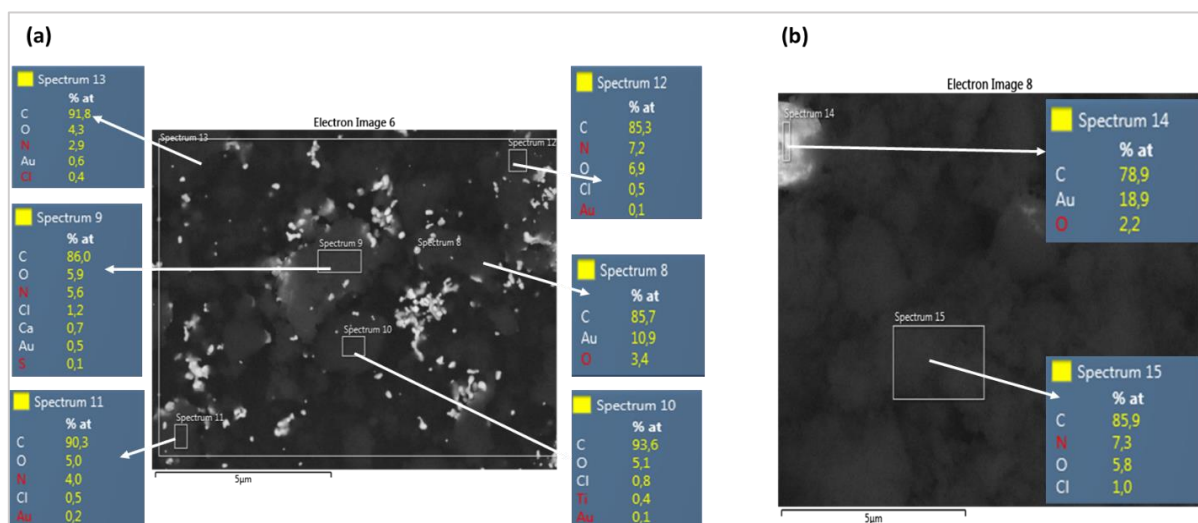 (a)
Spectrum 13
% at
C 91,8
O 4,3
N 2,9
Au 0,6
Cl 0,4
Spectrum 9
% at
C 86,0
O 5,9
N 5,6
Cl 1,2
Ca 0,7
Au 0,5
S 0,1
Spectrum 11
% at
C 90,3
O 5,0
N 4,0
Cl 0,5
Au 0,2
Electron Image 6
Spectrum 13
Spectrum 12
Spectrum 9
Spectrum 8
Spectrum 10
Spectrum 11
5µm
Spectrum 12
% at
C 85,3
N 7,2
O 6,9
Cl 0,5
Au 0,1
Spectrum 8
% at
C 85,7
Au 10,9
O 3,4
Spectrum 10
% at
C 93,6
O 5,1
Cl 0,8
Ti 0,4
Au 0,1
(b)
Electron Image 8
Spectrum 14
Spectrum 14
% at
C 78,9
Au 18,9
O 2,2
Spectrum 15
Spectrum 15
% at
C 85,9
N 7,3
O 5,8
Cl 1,0
5µm